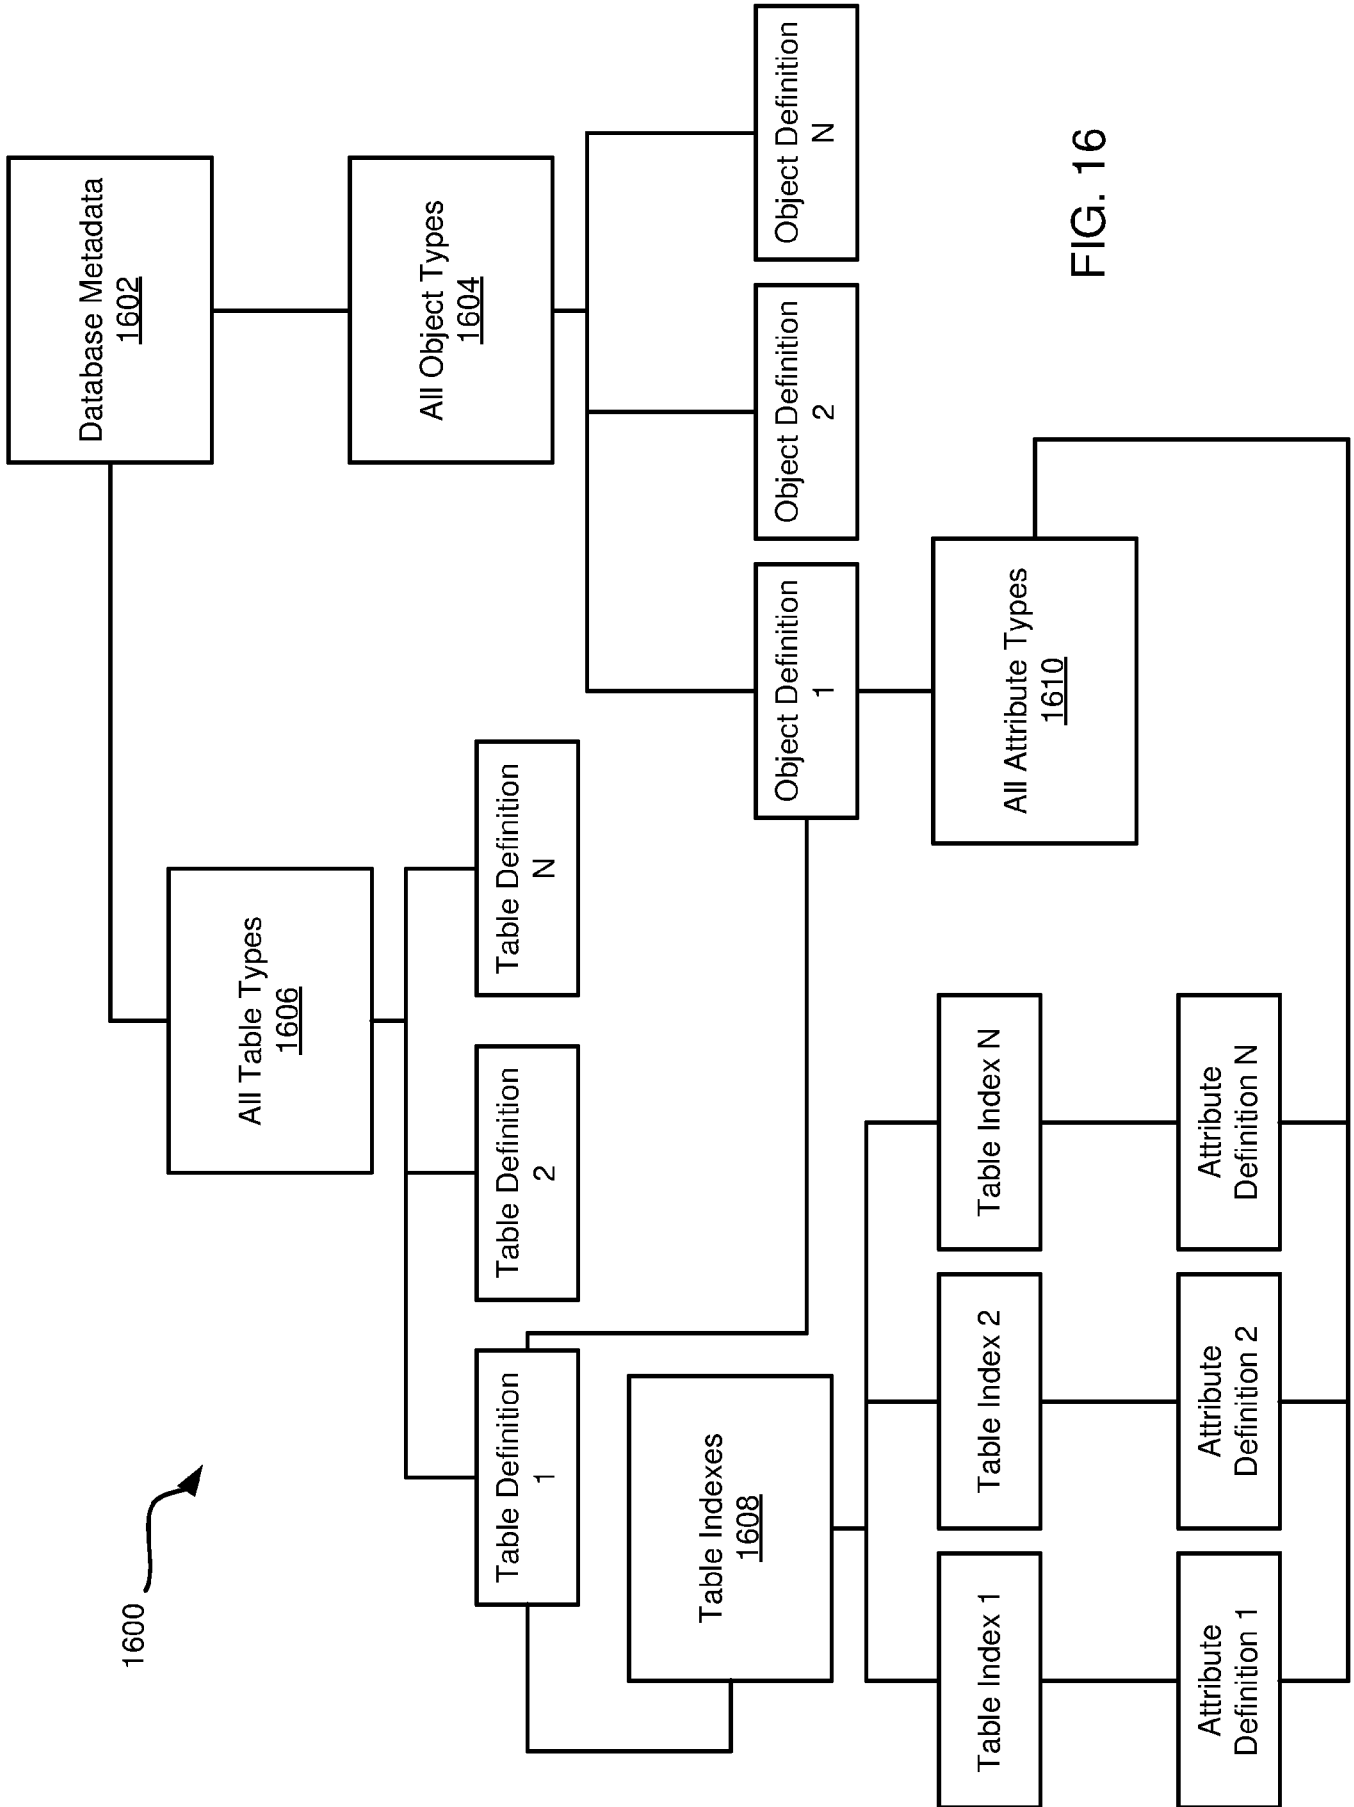 1600
Database Metadata
1602
All Table Types
1606
All Object Types
1604
Table Definition
1
Table Definition
2
Table Definition
N
Table Indexes
1608
Object Definition
1
Object Definition
2
Object Definition
N
Table Index 1
Table Index 2
Table Index N
All Attribute Types
1610
Attribute
Definition 1
Attribute
Definition 2
Attribute
Definition N
FIG. 16